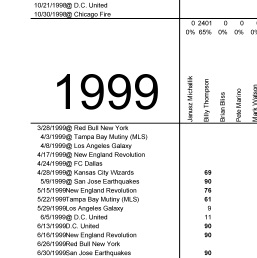 10/21/1998@ D.C. United
10/30/1998@ Chicago Fire
0 2401 0 0 0
0% 65% 0% 0% 0%
1999
Janusz Michallik
Billy Thompson
Brian Bliss
Pete Marino
Mark Watson
3/28/1999@ Red Bull New York
4/3/1999@ Tampa Bay Mutiny (MLS)
4/8/1999@ Los Angeles Galaxy
4/17/1999@ New England Revolution
4/24/1999@ FC Dallas
4/28/1999@ Kansas City Wizards 69
5/9/1999@ San Jose Earthquakes 90
5/15/1999New England Revolution 76
5/22/1999Tampa Bay Mutiny (MLS) 61
5/29/1999Los Angeles Galaxy 9
6/5/1999@ D.C. United 11
6/13/1999D.C. United 90
6/16/1999New England Revolution 90
6/26/1999Red Bull New York
6/30/1999San Jose Earthquakes 90